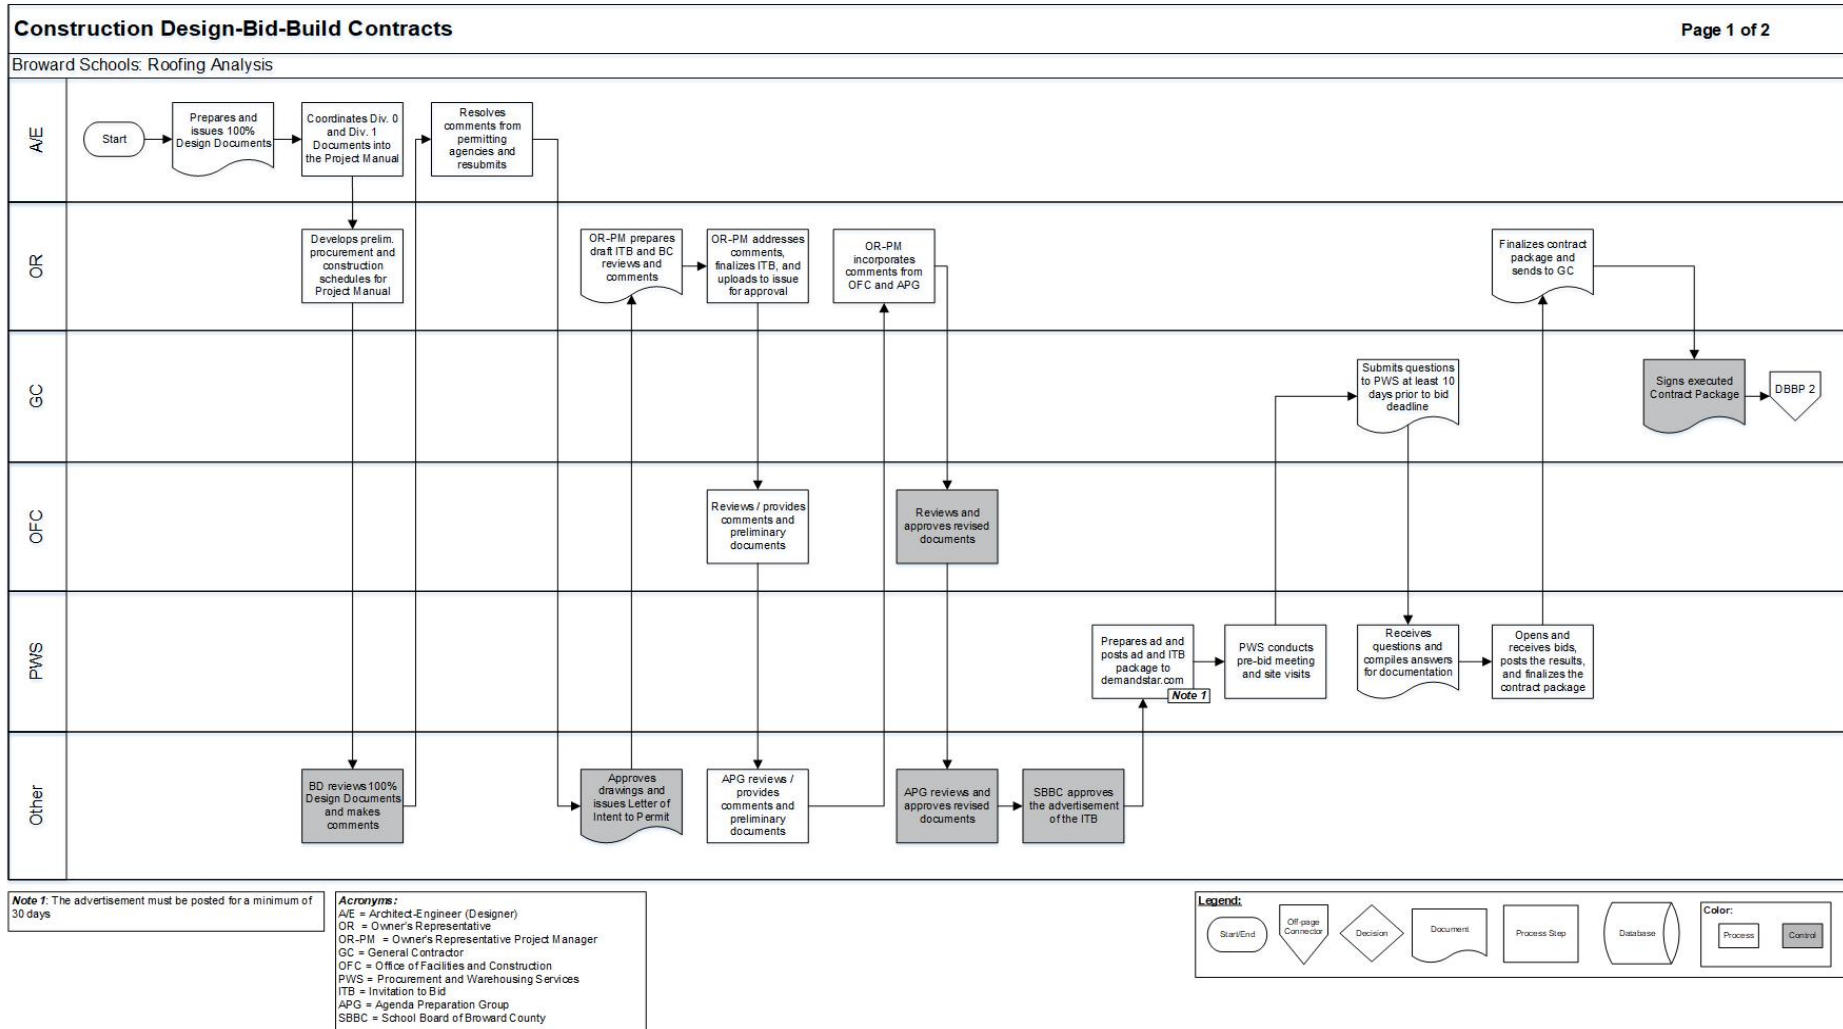 Construction Design-Bid-Build Contracts
Page 1 of 2
Broward Schools: Roofing Analysis
A/E
Start
Prepares and
issues 100%
Design Documents
Coordinates Div. 0
and Div. 1
Documents into
the Project Manual
Resolves
comments from
permitting
agencies and
resubmits
OR
Develops prelim.
procurement and
construction
schedules for
Project Manual
OR-PM prepares
draft ITB and BC
reviews and
comments
OR-PM addresses
comments,
finalizes ITB, and
uploads to issue
for approval
OR-PM
incorporates
comments from
OFC and APG
Finalizes contract
package and
sends to GC
GC
Submits questions
to PWS at least 10
days prior to bid
deadline
Signs executed
Contract Package
DBBP 2
OFC
Reviews / provides
comments and
preliminary
documents
Reviews and
approves revised
documents
PWS
Prepares ad and
posts ad and ITB
package to
demandstar.com
Note 1
PWS conducts
pre-bid meeting
and site visits
Receives
questions and
compiles answers
for documentation
Opens and
receives bids,
posts the results,
and finalizes the
contract package
Other
BD reviews 100%
Design Documents
and makes
comments
Approves
drawings and
issues Letter of
Intent to Permit
APG reviews /
provides
comments and
preliminary
documents
APG reviews and
approves revised
documents
SBBC approves
the advertisement
of the ITB
Note 1: The advertisement must be posted for a minimum of
30 days
Acronyms:
A/E = Architect-Engineer (Designer)
OR = Owner's Representative
OR-PM = Owner's Representative Project Manager
GC = General Contractor
OFC = Office of Facilities and Construction
PWS = Procurement and Warehousing Services
ITB = Invitation to Bid
APG = Agenda Preparation Group
SBBC = School Board of Broward County
Legend:
Start/End
Off-page
Connector
Decision
Document
Process Step
Database
Color:
Process
Control